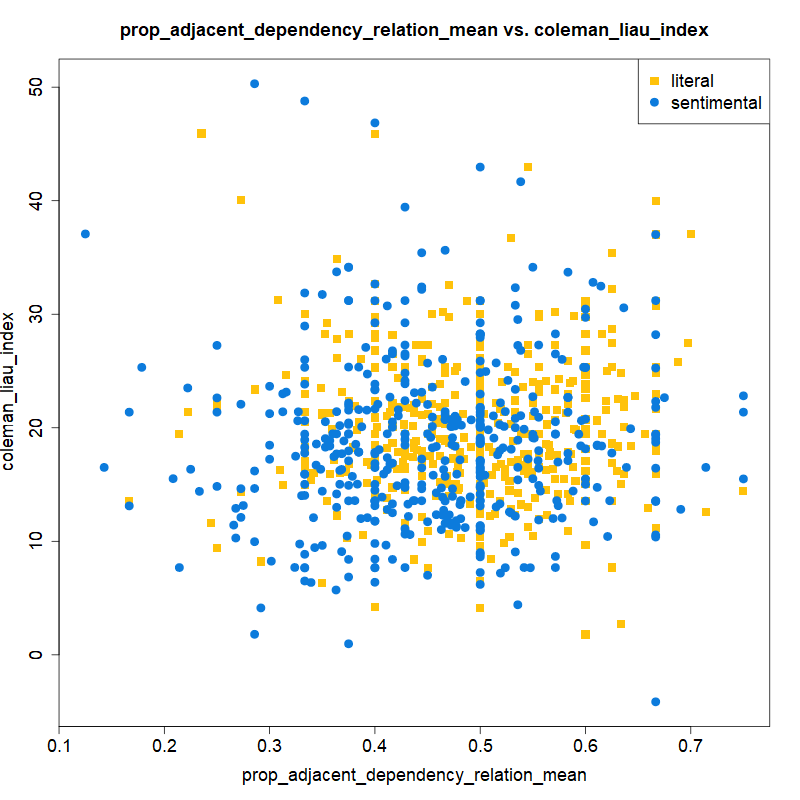 prop_adjacent_dependency_relation_mean vs. coleman_liau_index
literal
sentimental
coleman_liau_index
50
40
30
20
10
0
0.1 0.2 0.3 0.4 0.5 0.6 0.7
prop_adjacent_dependency_relation_mean